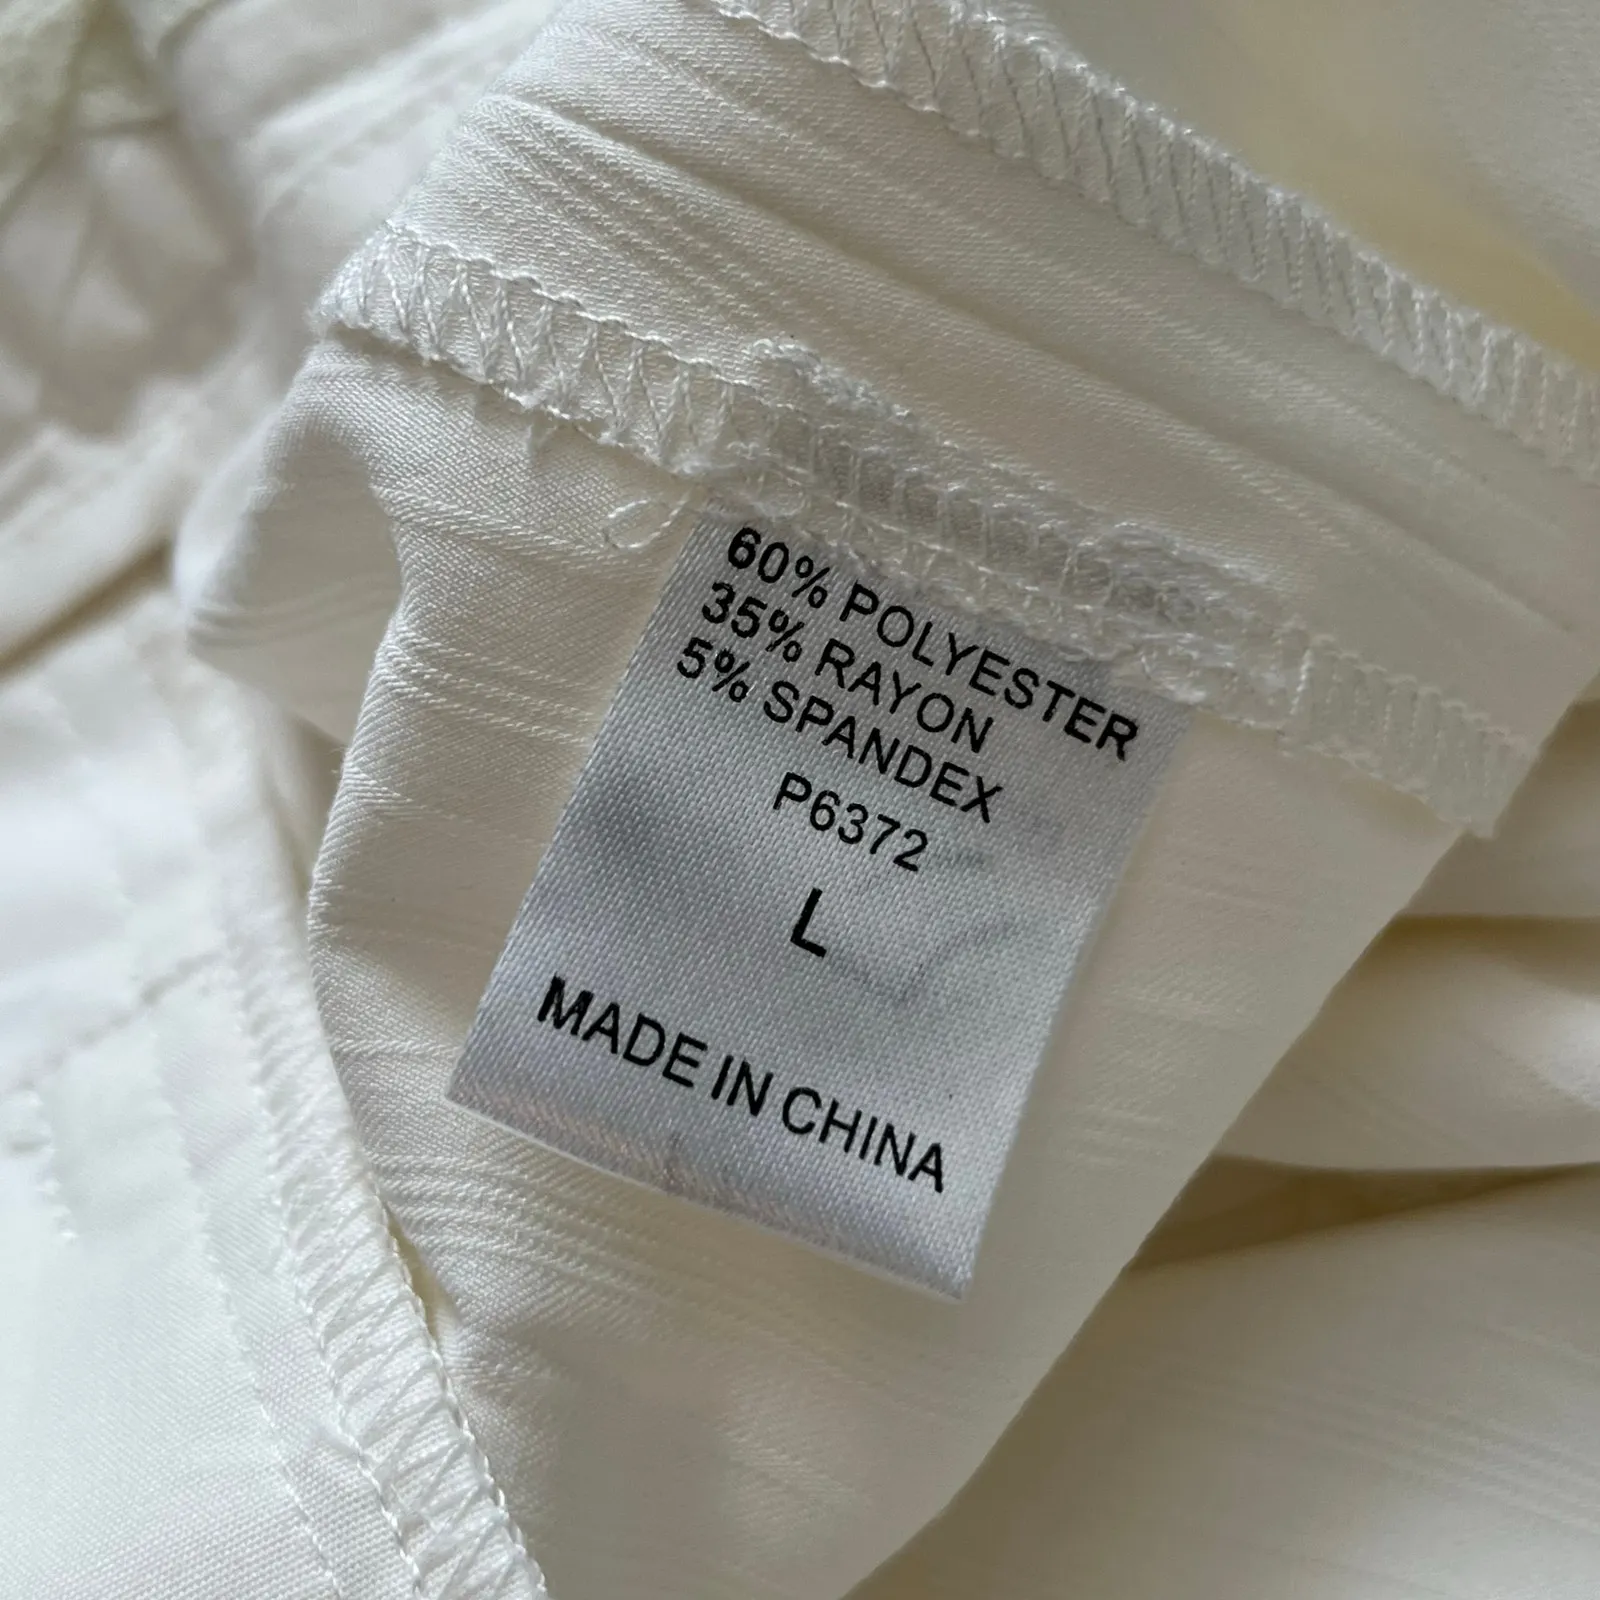 60% POLYESTER
35% RAYON
5% SPANDEX
P6372
L
MADE IN CHINA